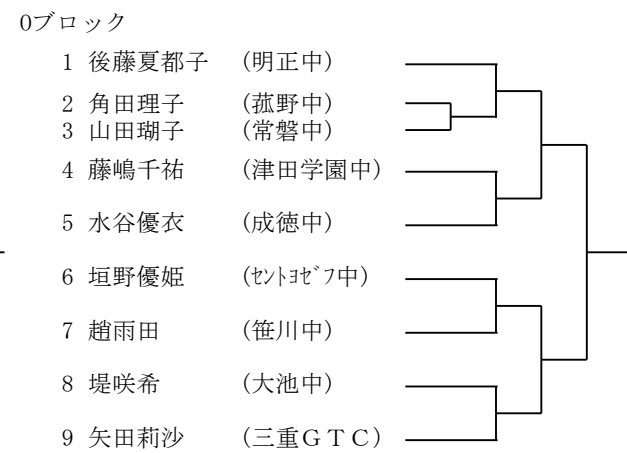 0ブロック
1 後藤夏都子 (明正中)
2 角田理子 (菰野中)
3 山田瑚子 (常磐中)
4 藤嶋千祐 (津田学園中)
5 水谷優衣 (成徳中)
6 垣野優姫 (ｾﾝﾄﾖｾﾞﾌ中)
7 趙雨田 (笹川中)
8 堤咲希 (大池中)
9 矢田莉沙 (三重ＧＴＣ)